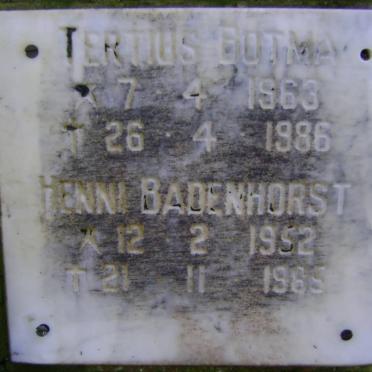 TERTIUS BOTMA
* 7 4 1963
† 26 4 1986
HENNI BADENHORST
* 12 2 1952
† 21 11